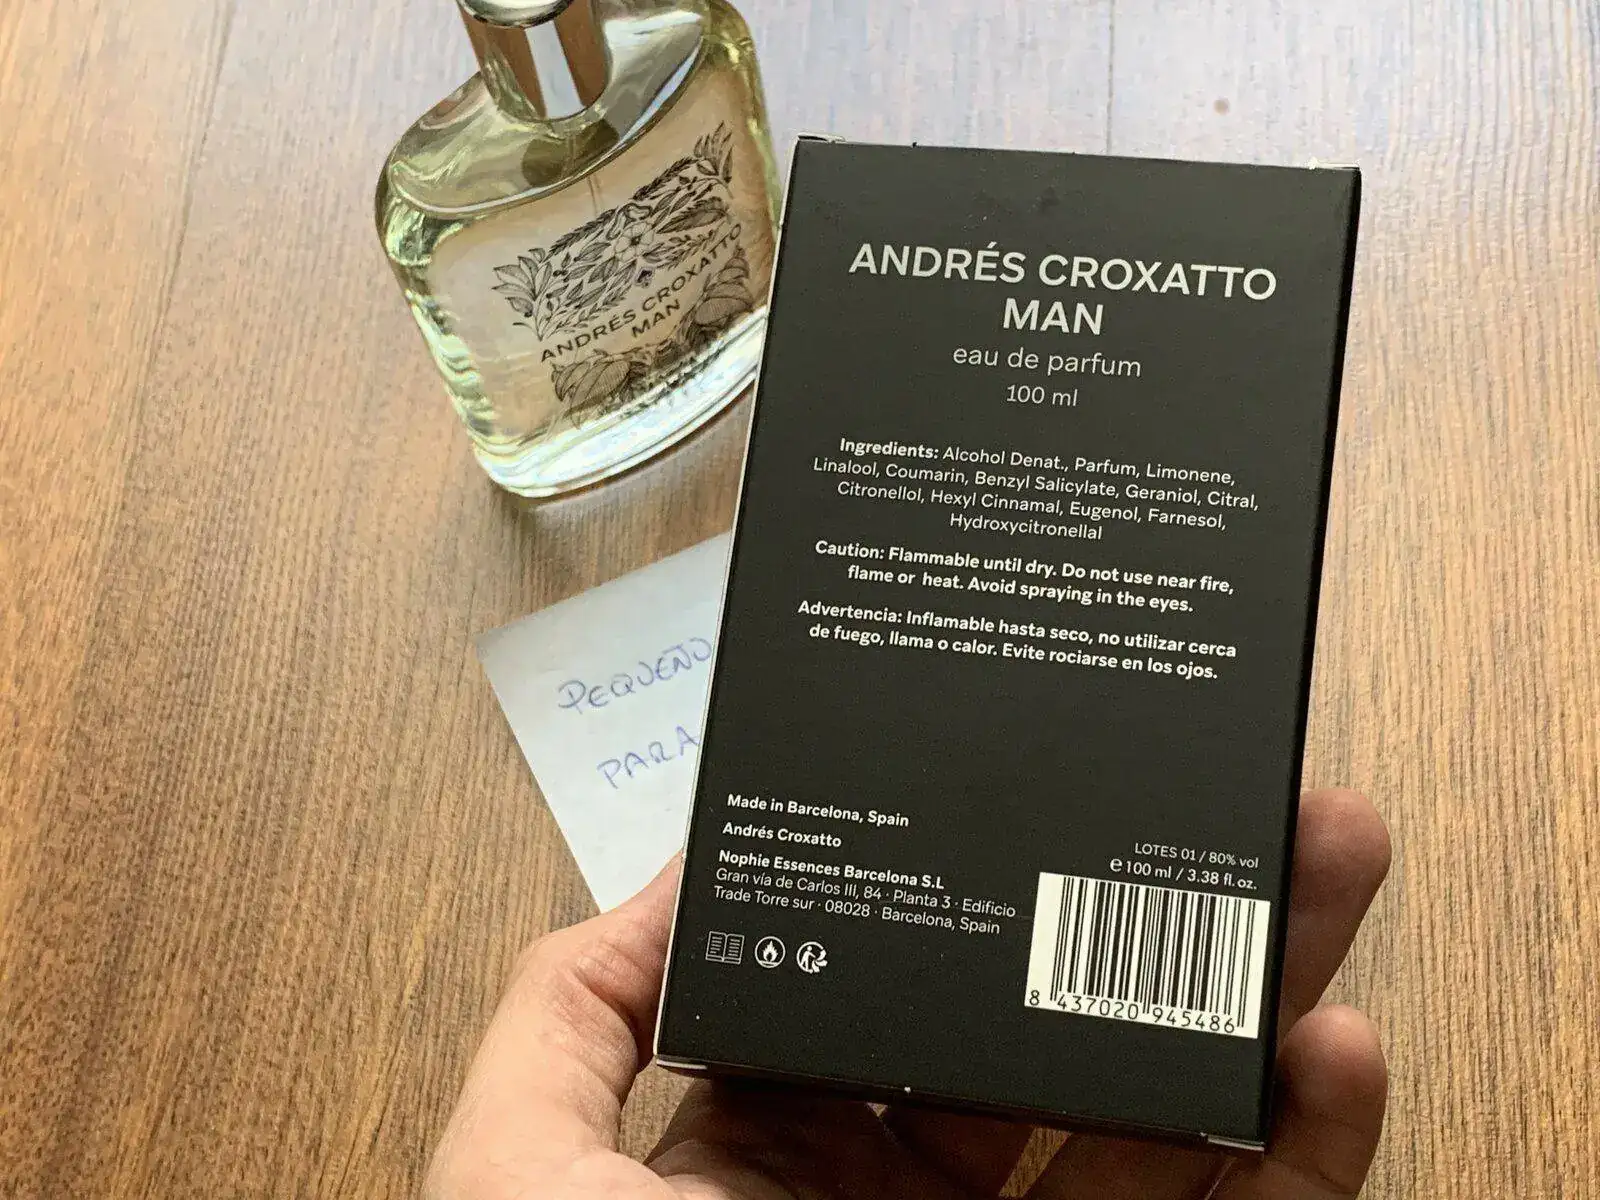 ANDRÉS CROXATTO
MAN
ANDRÉS CROXATTO
MAN
eau de parfum
100 ml
Ingredients: Alcohol Denat., Parfum, Limonene,
Linalool, Coumarin, Benzyl Salicylate, Geraniol, Citral,
Citronellol, Hexyl Cinnamal, Eugenol, Farnesol,
Hydroxycitronellal
Caution: Flammable until dry. Do not use near fire,
flame or heat. Avoid spraying in the eyes.
Advertencia: Inflamable hasta seco, no utilizar cerca
de fuego, llama o calor. Evite rociarse en los ojos.
PEQUEÑO
PARA
Made in Barcelona, Spain
Andrés Croxatto
Nophie Essences Barcelona S.L
Gran vía de Carlos III, 84 · Planta 3 · Edificio
Trade Torre sur · 08028 · Barcelona, Spain
LOTES 01 / 80% vol
℮ 100 ml / 3.38 fl. oz.
8 437020 945486